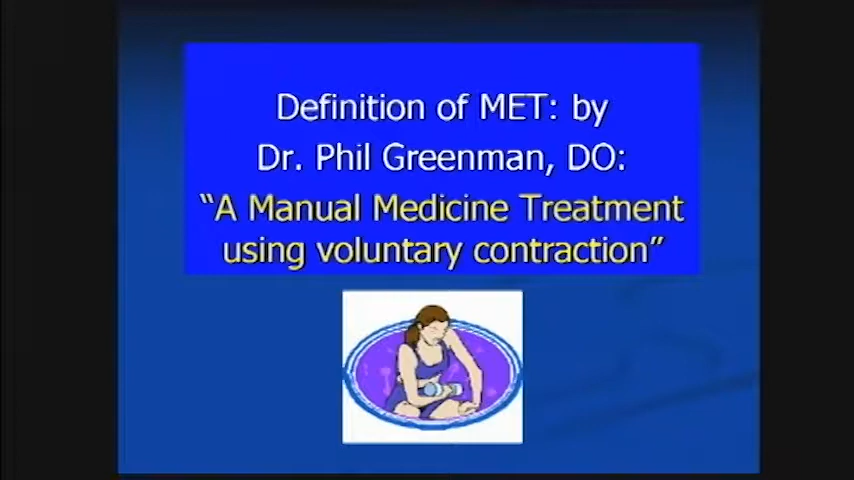 Definition of MET: by
Dr. Phil Greenman, DO:
“A Manual Medicine Treatment
using voluntary contraction”